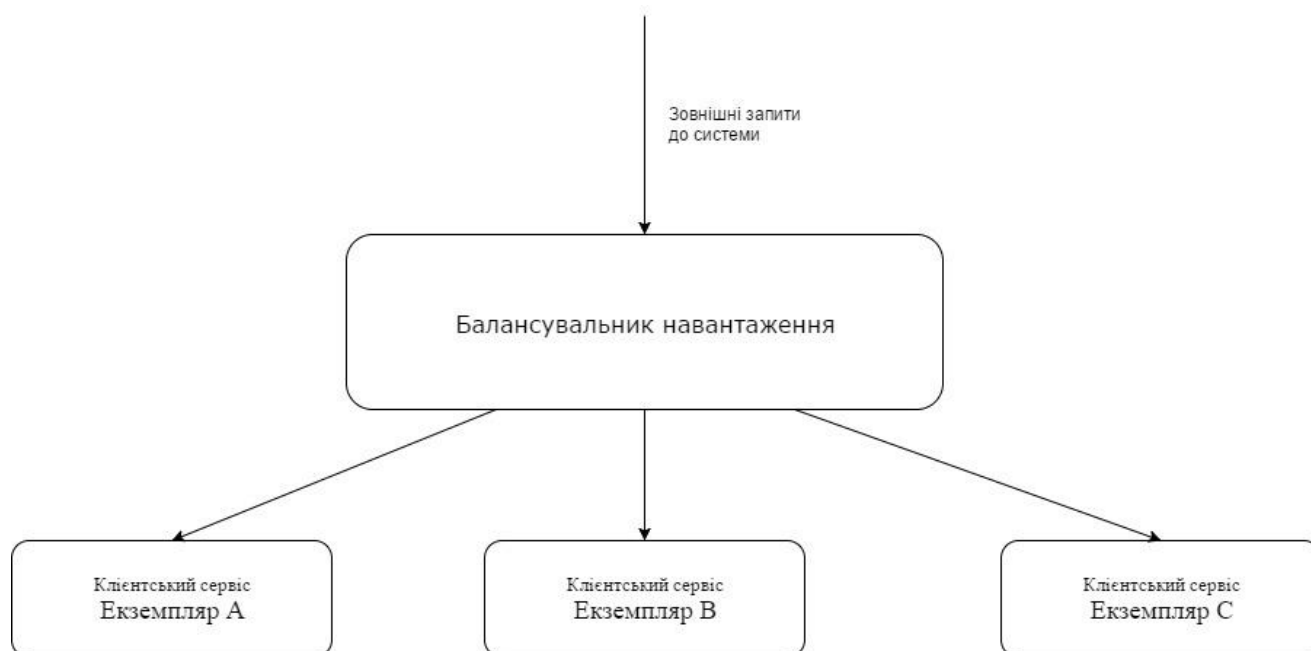 Зовнішні запити
до системи
Балансувальник навантаження
Клієнтський сервіс
Екземпляр A
Клієнтський сервіс
Екземпляр B
Клієнтський сервіс
Екземпляр C